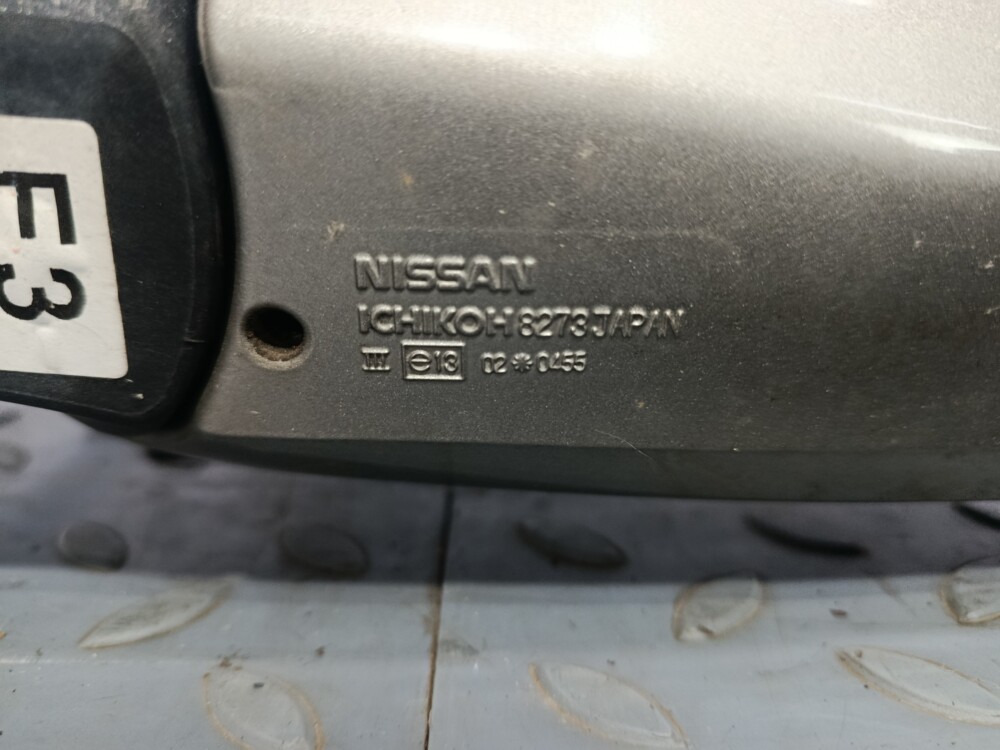 NISSAN
ICHIKOH 8273 JAPAN
III e13 02*0455
E3